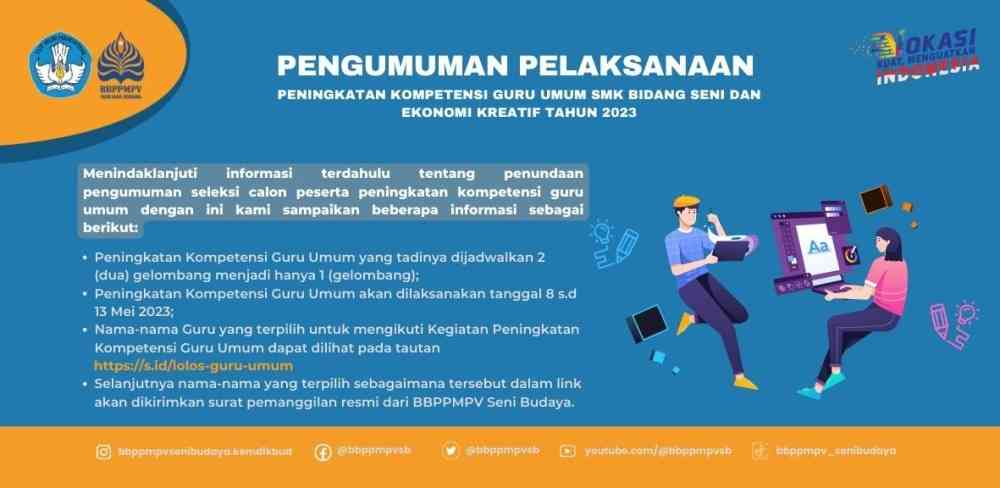 BBPPMPV
VOKASI
KUAT, MENGUATKAN
INDONESIA
PENGUMUMAN PELAKSANAAN
PENINGKATAN KOMPETENSI GURU UMUM SMK BIDANG SENI DAN
EKONOMI KREATIF TAHUN 2023
Menindaklanjuti informasi terdahulu tentang penundaan
pengumuman seleksi calon peserta peningkatan kompetensi guru
umum dengan ini kami sampaikan beberapa informasi sebagai
berikut:
• Peningkatan Kompetensi Guru Umum yang tadinya dijadwalkan 2
(dua) gelombang menjadi hanya 1 (gelombang);
• Peningkatan Kompetensi Guru Umum akan dilaksanakan tanggal 8 s.d
13 Mei 2023;
• Nama-nama Guru yang terpilih untuk mengikuti Kegiatan Peningkatan
Kompetensi Guru Umum dapat dilihat pada tautan
https://s.id/lolos-guru-umum
• Selanjutnya nama-nama yang terpilih sebagaimana tersebut dalam link
akan dikirimkan surat pemanggilan resmi dari BBPPMPV Seni Budaya.
Aa
bbppmpvsenibudaya.kemdikbud
@bbppmpvsb
@bbppmpvsb
youtube.com/@bbppmpvsb
bbppmpv_senibudaya